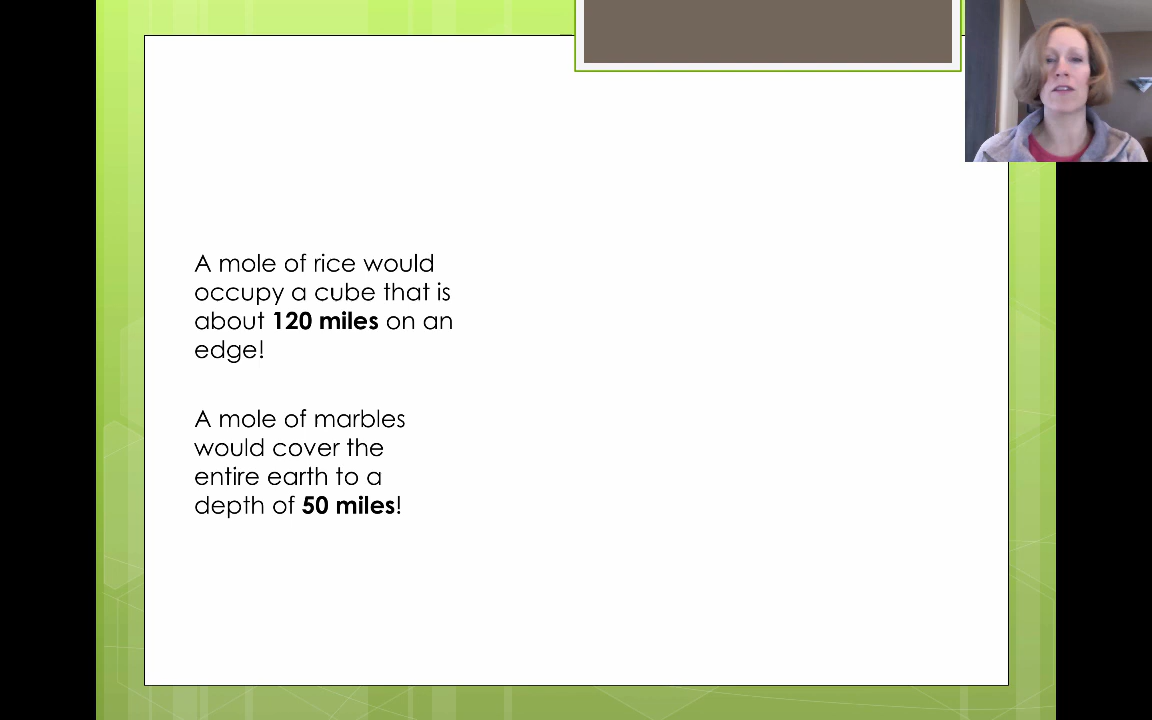 A mole of rice would
occupy a cube that is
about 120 miles on an
edge!
A mole of marbles
would cover the
entire earth to a
depth of 50 miles!